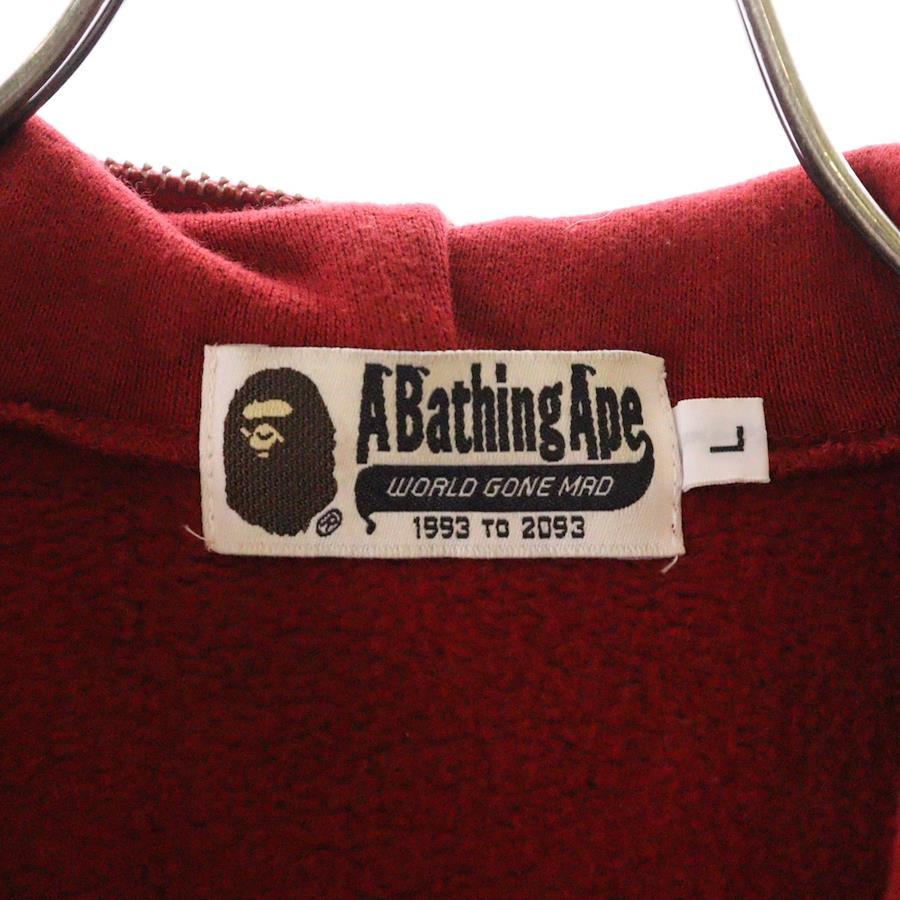 A Bathing Ape
WORLD GONE MAD
1993 TO 2093
®
L